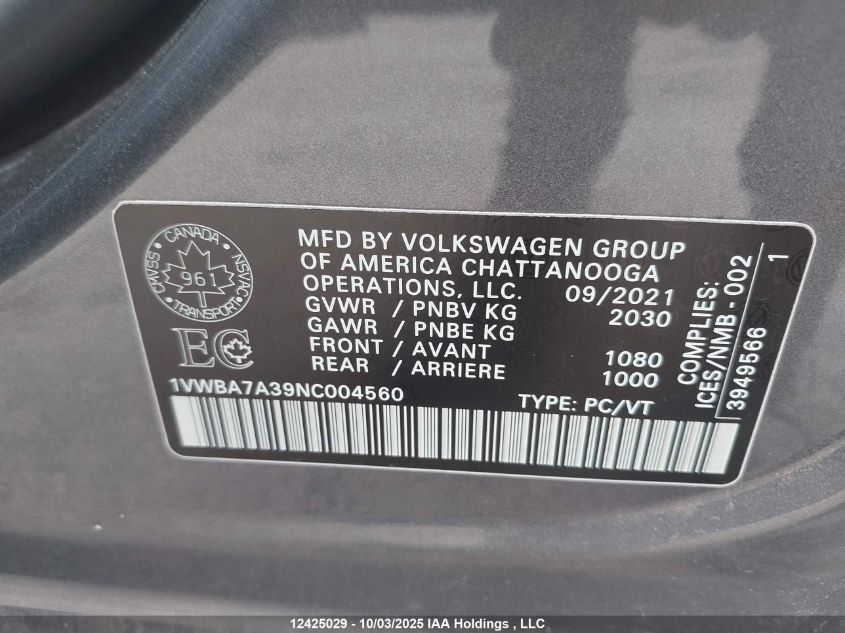 CANADA
CMVSS
961
NSVAC
TRANSPORT
EC
MFD BY VOLKSWAGEN GROUP
OF AMERICA CHATTANOOGA
OPERATIONS, LLC. 09/2021
GVWR / PNBV KG 2030
GAWR / PNBE KG
FRONT / AVANT 1080
REAR / ARRIERE 1000
1VWBA7A39NC004560 TYPE: PC/VT
COMPLIES:
ICES/NMB - 002
3949566 1
12425029 - 10/03/2025 IAA Holdings , LLC